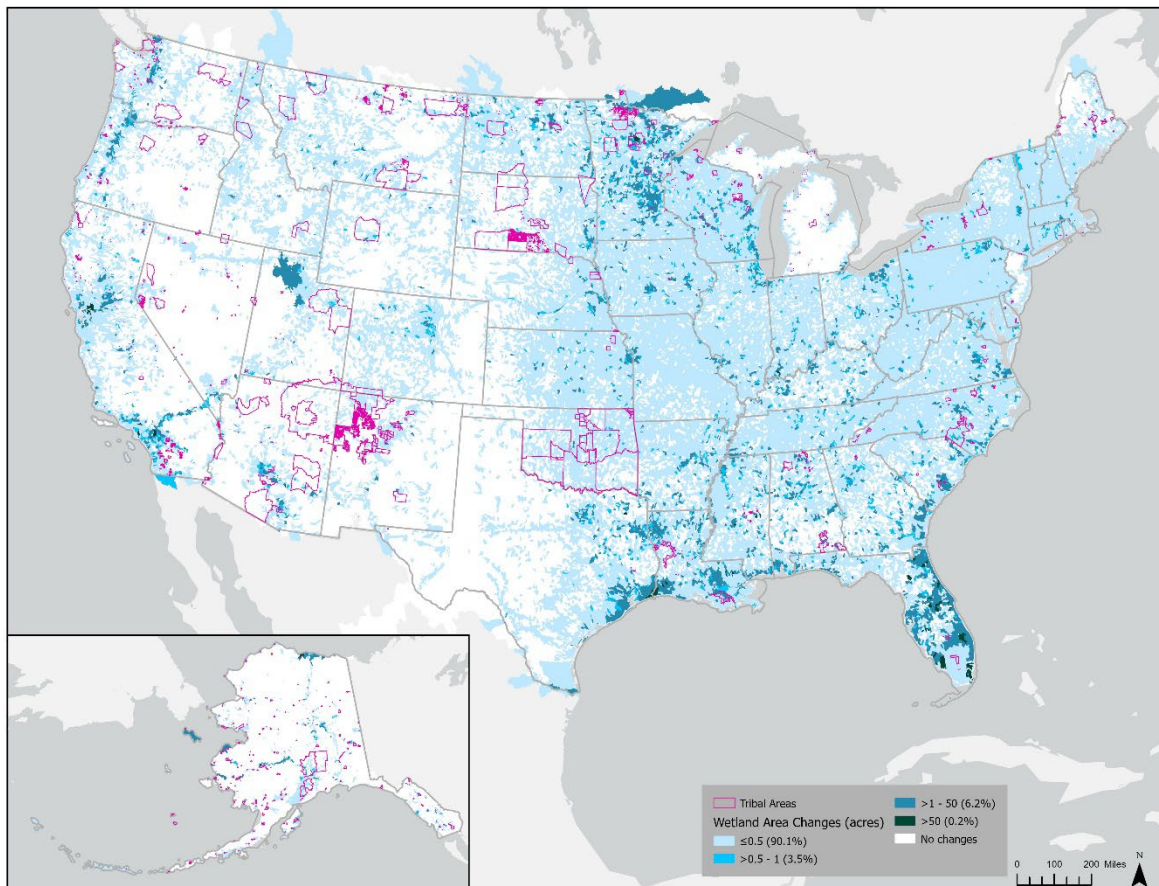 Tribal Areas
Wetland Area Changes (acres)
≤0.5 (90.1%)
>0.5 - 1 (3.5%)
>1 - 50 (6.2%)
>50 (0.2%)
No changes
0 100 200 Miles
N